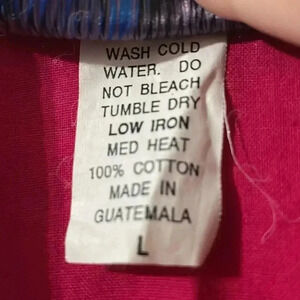 WASH COLD
WATER. DO
NOT BLEACH
TUMBLE DRY
LOW IRON
MED HEAT
100% COTTON
MADE IN
GUATEMALA
L